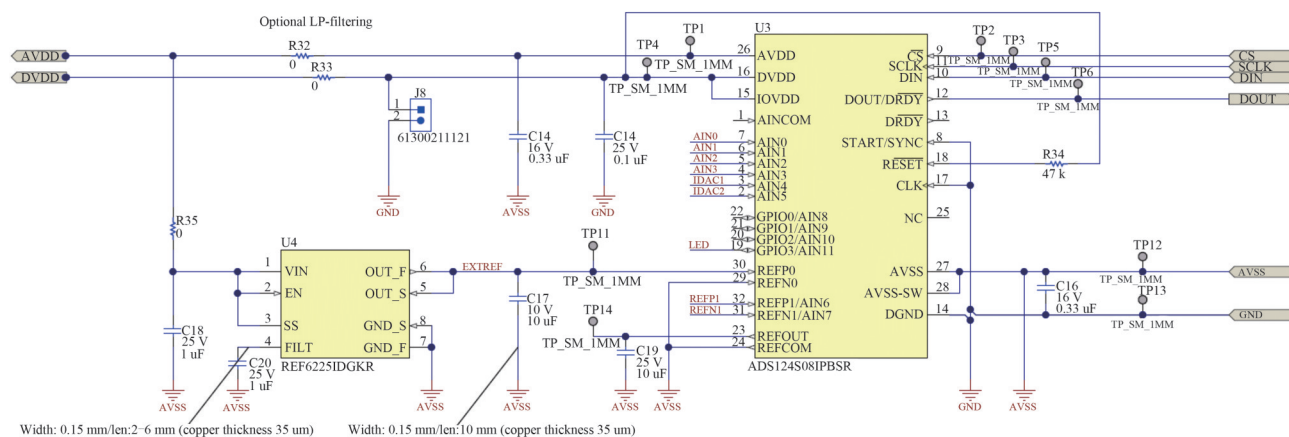 Optional LP-filtering
AVDD
DVDD
R32
0
R33
0
J8
1
2
61300211121
GND
C14
16 V
0.33 uF
AVSS
C14
25 V
0.1 uF
GND
TP4
TP1
TP_SM_1MM
TP_SM_1MM
U3
26 AVDD
16 DVDD
15 IOVDD
1 AINCOM
AIN0 7 AIN0
AIN1 6 AIN1
AIN2 5 AIN2
AIN3 4 AIN3
IDAC1 3 AIN4
IDAC2 2 AIN5
22 GPIO0/AIN8
21 GPIO1/AIN9
20 GPIO2/AIN10
LED 19 GPIO3/AIN11
30 REFP0
29 REFN0
REFP1 32 REFP1/AIN6
REFN1 31 REFN1/AIN7
23 REFOUT
24 REFCOM
CS 9
SCLK 11
DIN 10
DOUT/DRDY 12
DRDY 13
START/SYNC 8
RESET 18
CLK 17
NC 25
AVSS 27
AVSS-SW 28
DGND 14
ADS124S08IPBSR
TP2
TP3
TP5
TP6
TP_SM_1MM
TP_SM_1MM
TP_SM_1MM
TP_SM_1MM
CS
SCLK
DIN
DOUT
R34
47 k
R35
0
U4
1 VIN
2 EN
3 SS
4 FILT
OUT_F 6
OUT_S 5
GND_S 8
GND_F 7
REF6225IDGKR
EXTREF
TP11
TP_SM_1MM
C17
10 V
10 uF
TP14
TP_SM_1MM
C19
25 V
10 uF
C18
25 V
1 uF
C20
25 V
1 uF
AVSS
AVSS
AVSS
AVSS
AVSS
AVSS
GND
AVSS
C16
16 V
0.33 uF
TP12
TP_SM_1MM
TP13
TP_SM_1MM
AVSS
GND
Width: 0.15 mm/len:2-6 mm (copper thickness 35 um)
Width: 0.15 mm/len:10 mm (copper thickness 35 um)